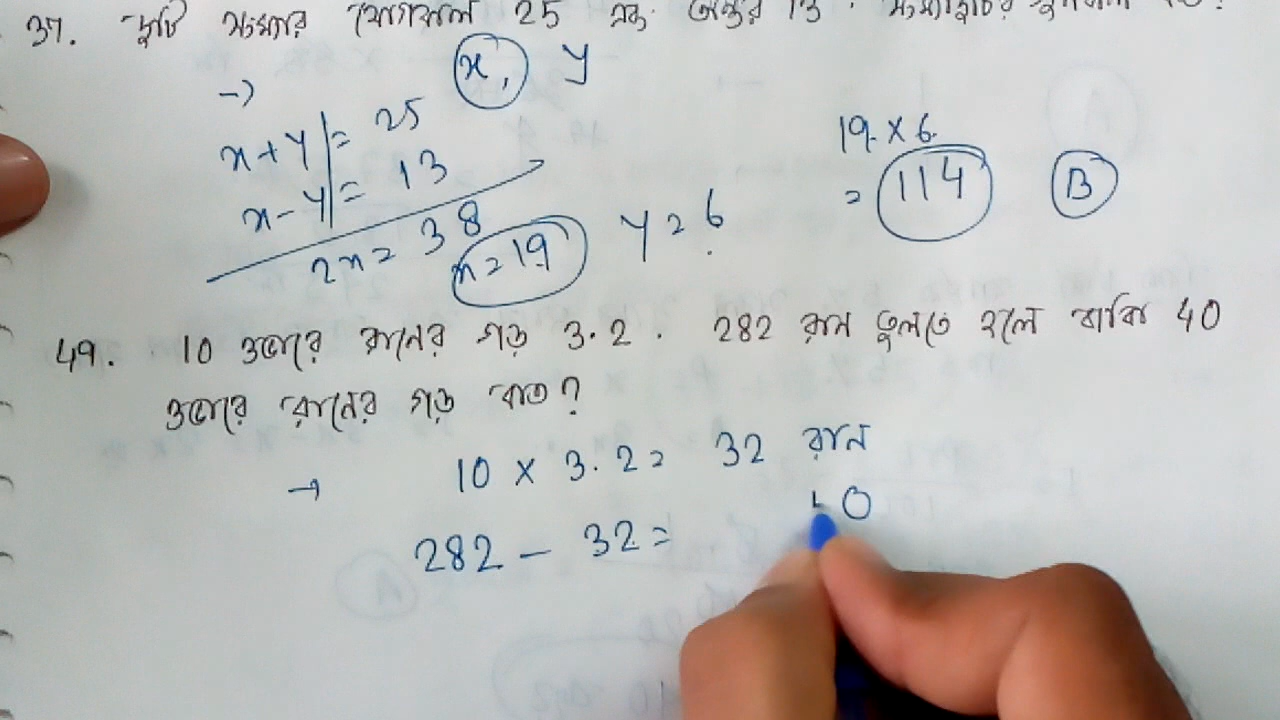 37. দুটি সংখ্যার যোগফল 25 এবং অন্তর 13. সংখ্যাদুটির
→ x, y
x + y = 25
x - y = 13
2x = 38
x = 19 y = 6
19 × 6
= 114 B
49. 10 ওভারে রানের গড় 3.2. 282 রান তুলতে হলে বাকি 40
ওভারে রানের গড় কত?
→ 10 × 3.2 = 32 রান
282 - 32 =